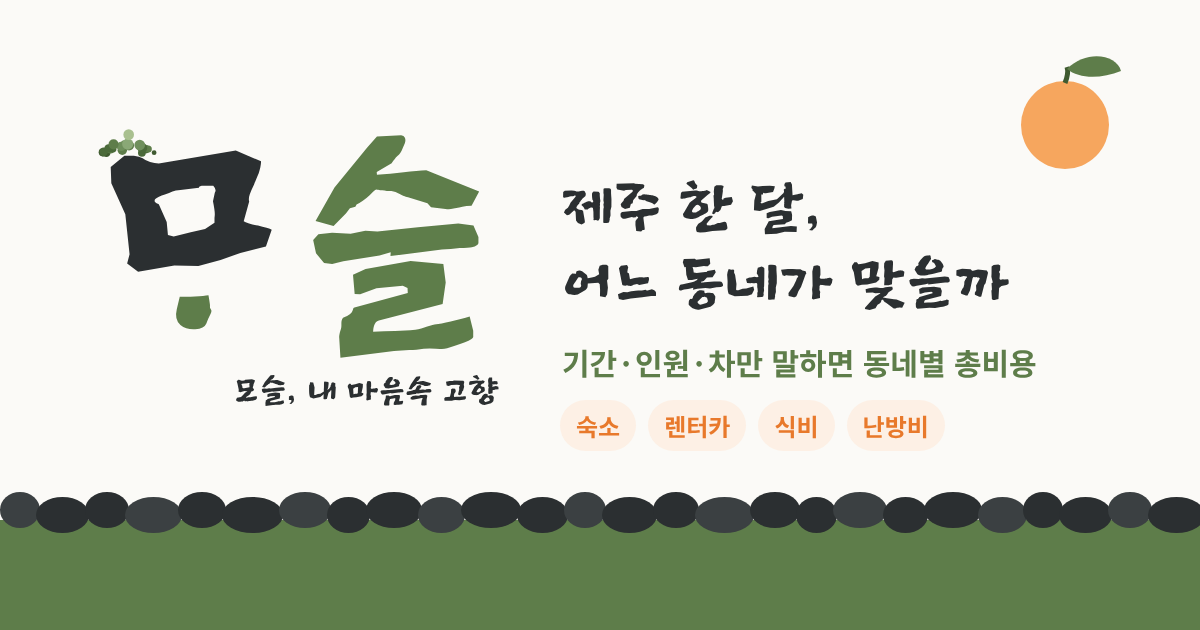 모슬
모슬, 내 마음속 고향
제주 한 달,
어느 동네가 맞을까
기간·인원·차만 말하면 동네별 총비용
숙소
렌터카
식비
난방비